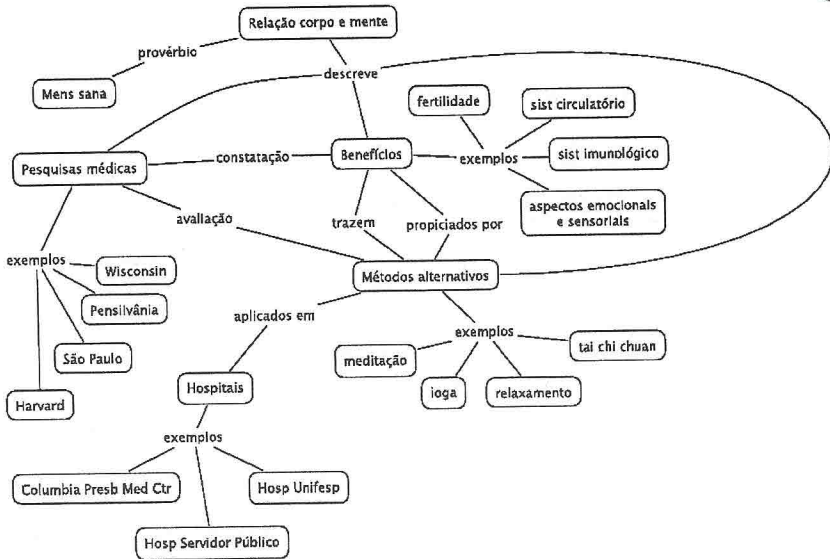 Relação corpo e mente
provérbio
descreve
Mens sana
fertilidade
sist circulatório
Pesquisas médicas
constatação
Benefícios
exemplos
sist imunológico
avaliação
trazem
propiciados por
aspectos emocionais
e sensoriais
exemplos
Wisconsin
Métodos alternativos
Pensilvânia
aplicados em
exemplos
São Paulo
meditação
tai chi chuan
Harvard
Hospitais
ioga
relaxamento
exemplos
Columbia Presb Med Ctr
Hosp Unifesp
Hosp Servidor Público